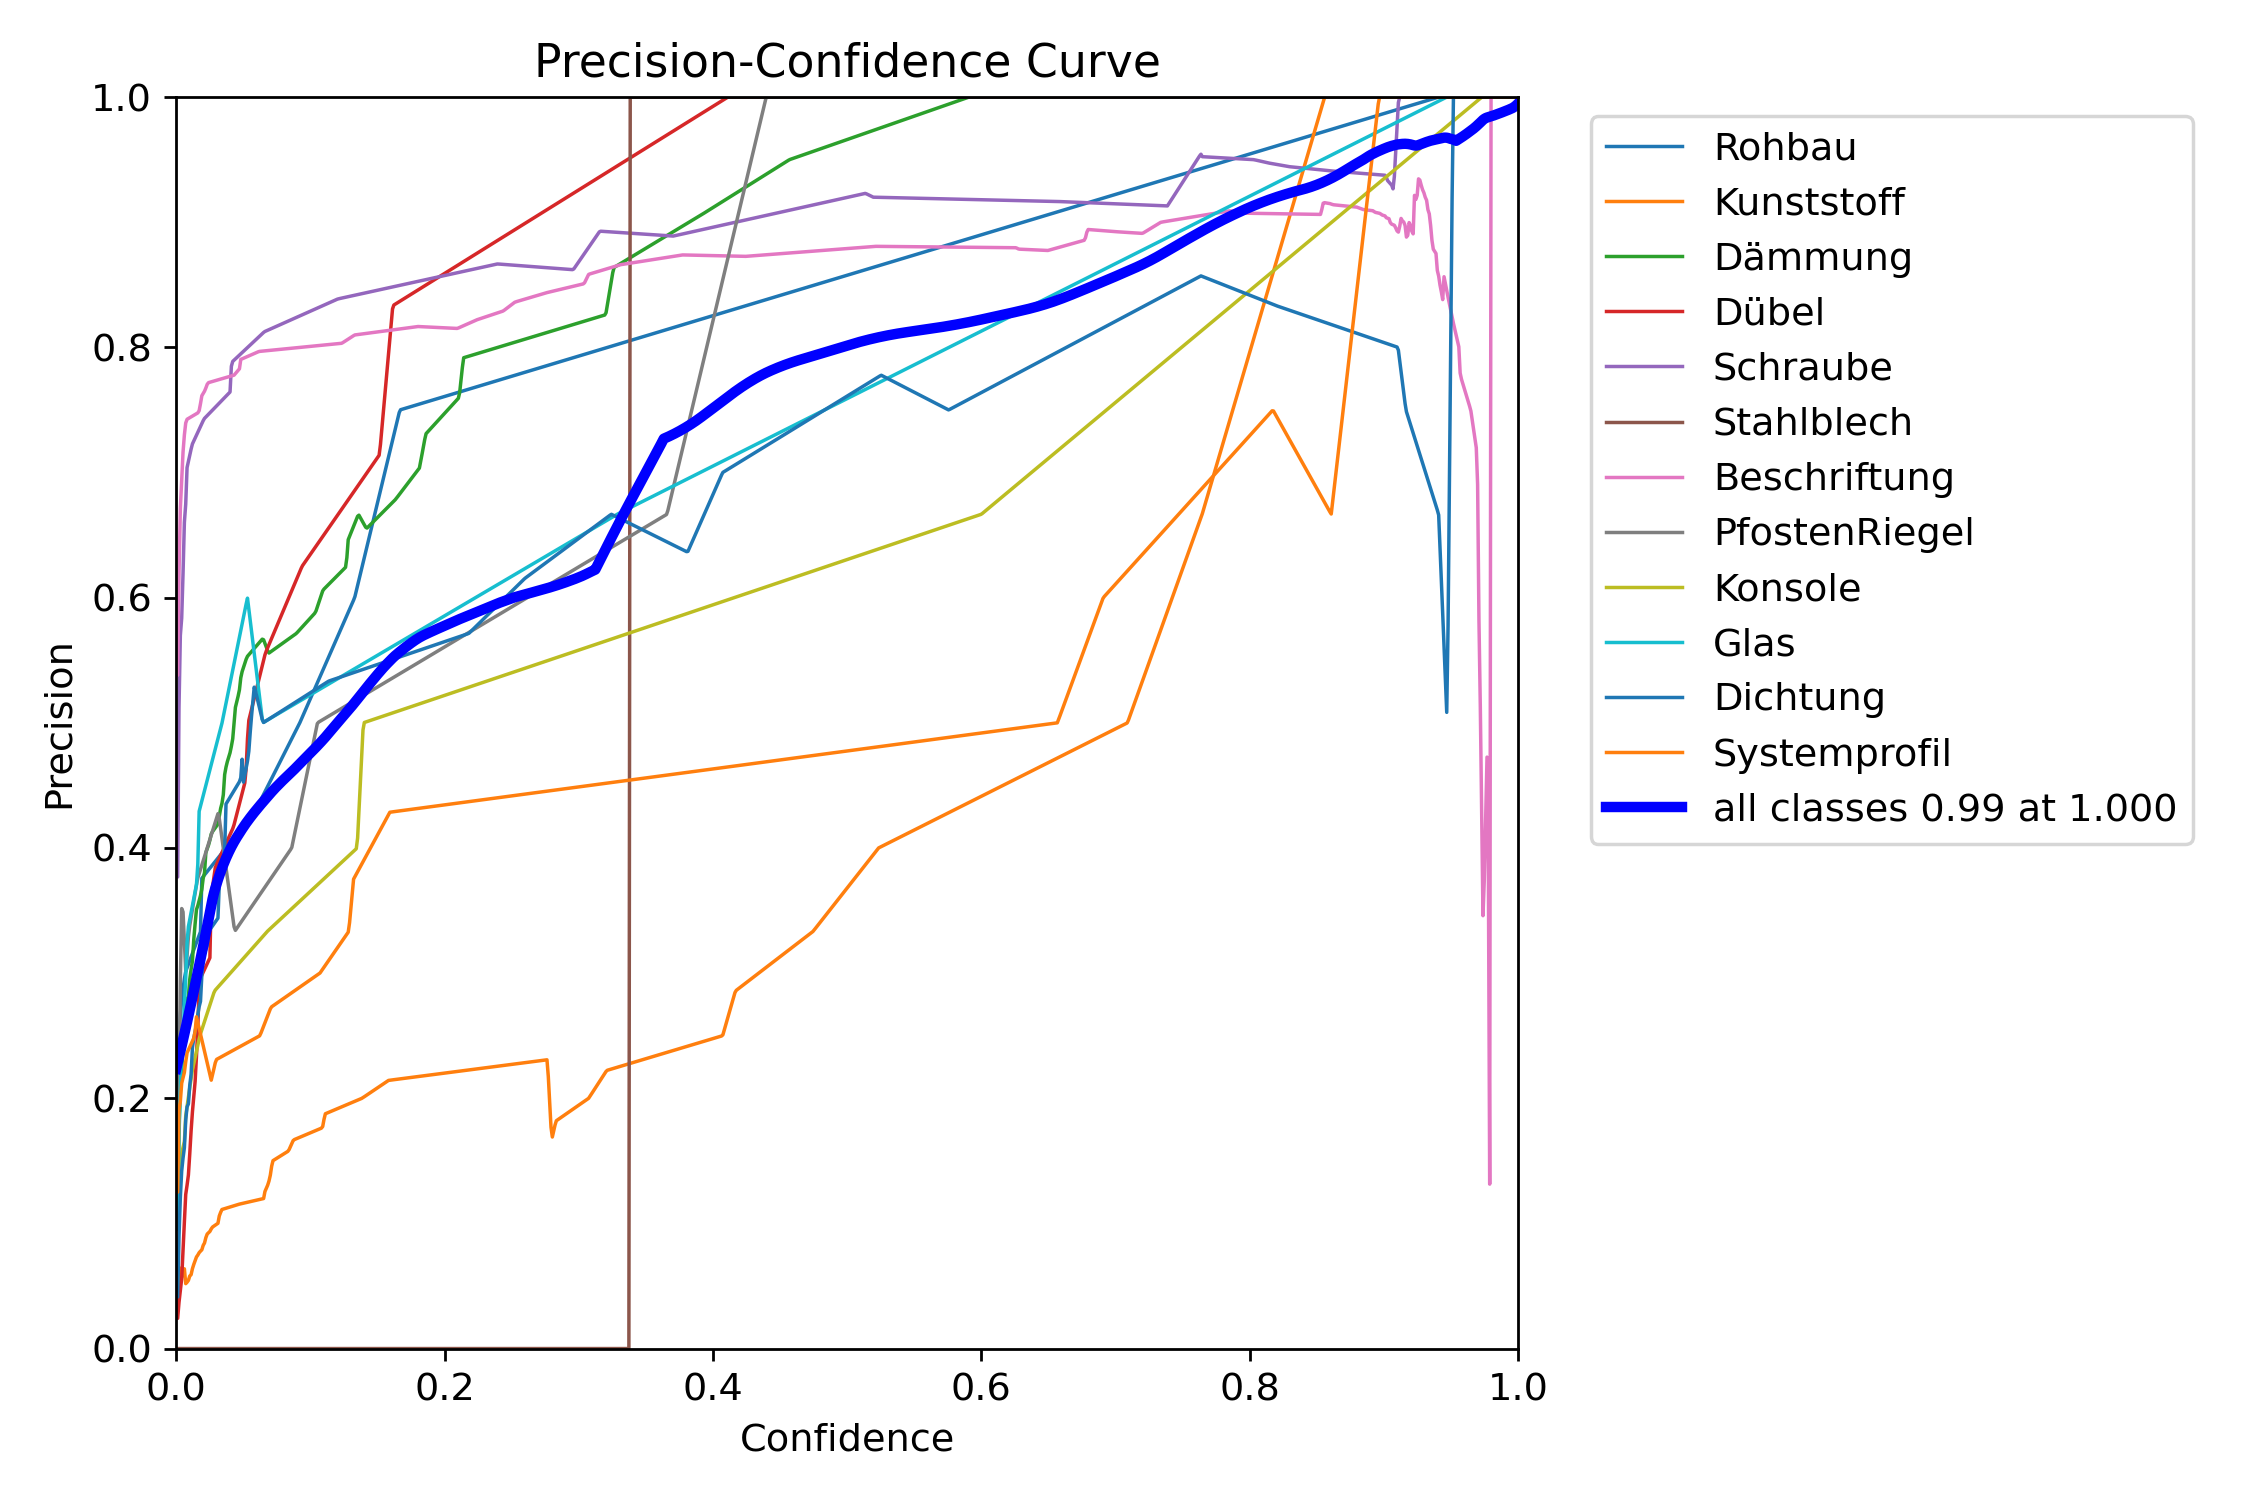 Precision-Confidence Curve
1.0
0.8
0.6
0.4
0.2
0.0
Precision
0.0 0.2 0.4 0.6 0.8 1.0
Confidence
Rohbau
Kunststoff
Dämmung
Dübel
Schraube
Stahlblech
Beschriftung
PfostenRiegel
Konsole
Glas
Dichtung
Systemprofil
all classes 0.99 at 1.000